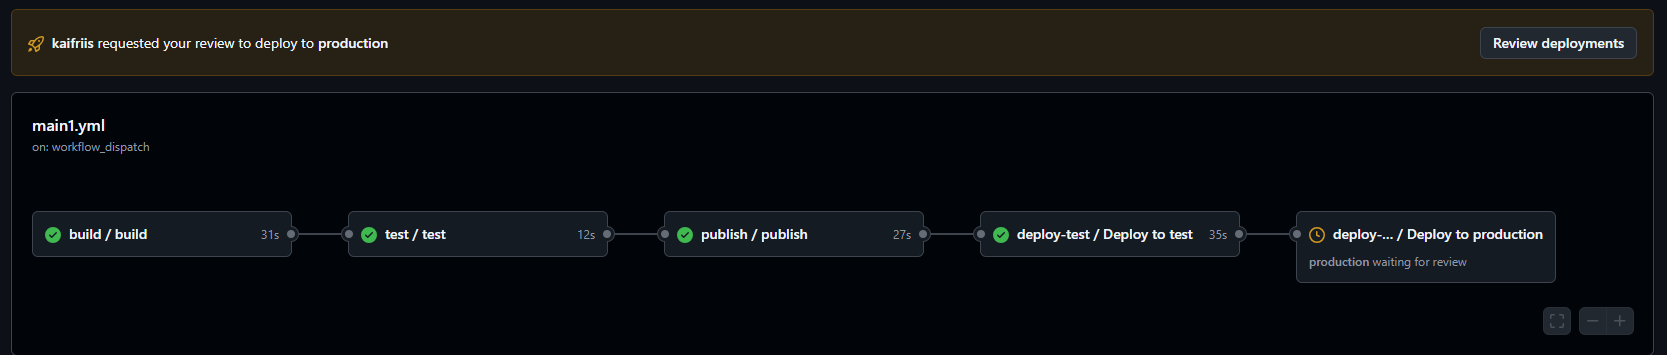 kaifriis requested your review to deploy to production
Review deployments
main1.yml
on: workflow_dispatch
build / build 31s
test / test 12s
publish / publish 27s
deploy-test / Deploy to test 35s
deploy-... / Deploy to production
production waiting for review